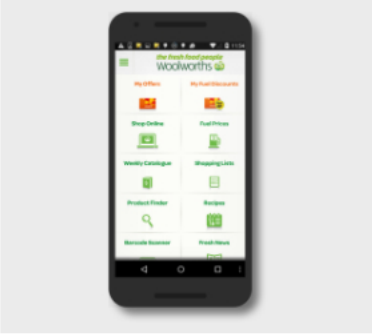 the fresh food people
woolworths
My Offers My Fuel Discounts
Shop Online Fuel Prices
Weekly Catalogue Shopping Lists
Product Finder Recipes
Barcode Scanner Fresh News